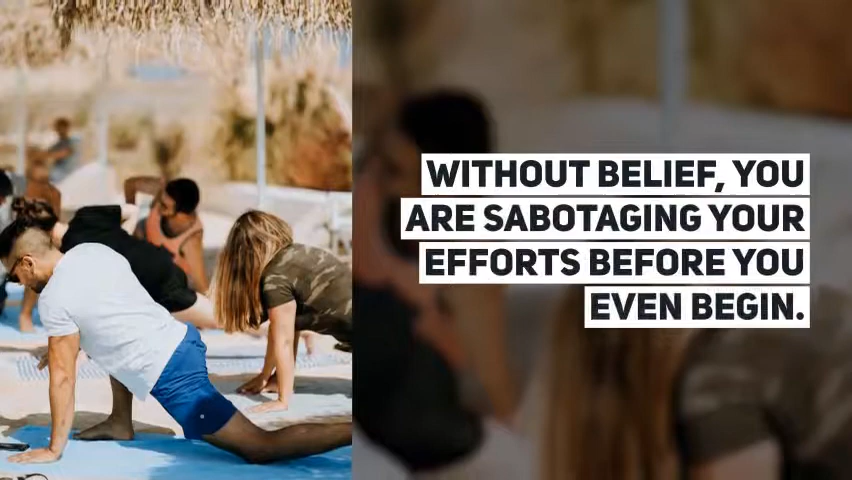 WITHOUT BELIEF, YOU
ARE SABOTAGING YOUR
EFFORTS BEFORE YOU
EVEN BEGIN.